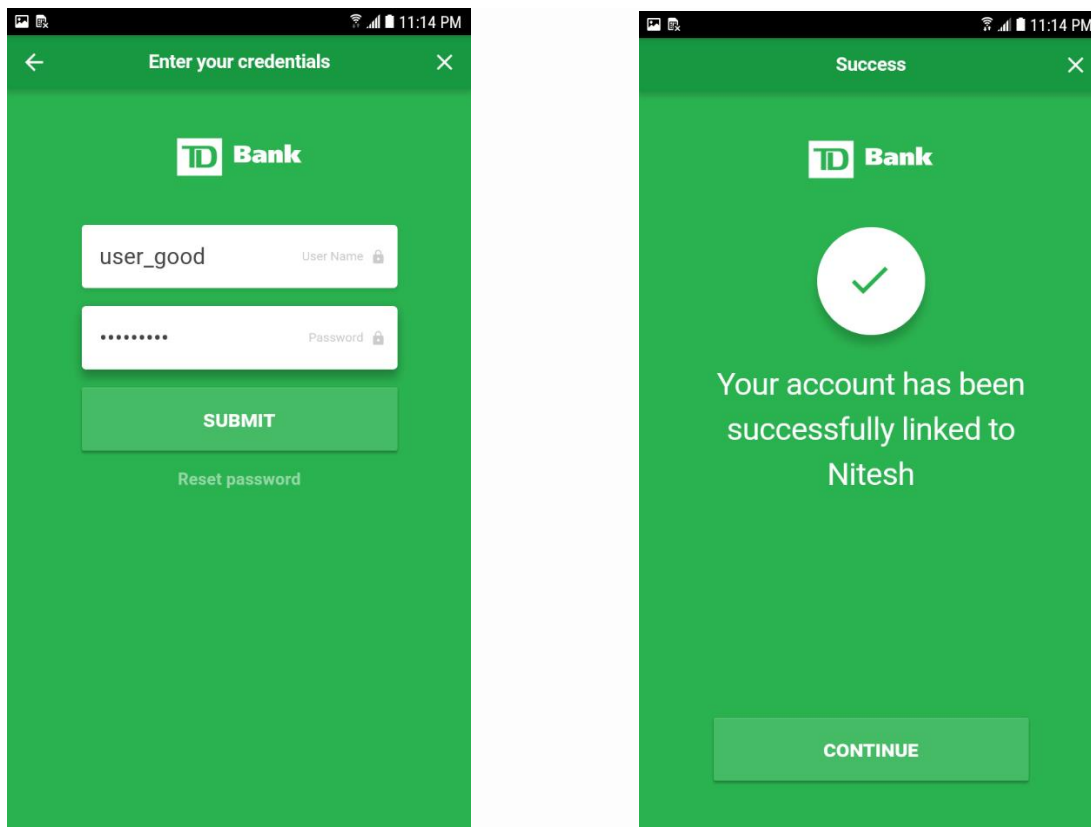 11:14 PM
Enter your credentials
TD Bank
user_good User Name
••••••••• Password
SUBMIT
Reset password
11:14 PM
Success
TD Bank
Your account has been
successfully linked to
Nitesh
CONTINUE